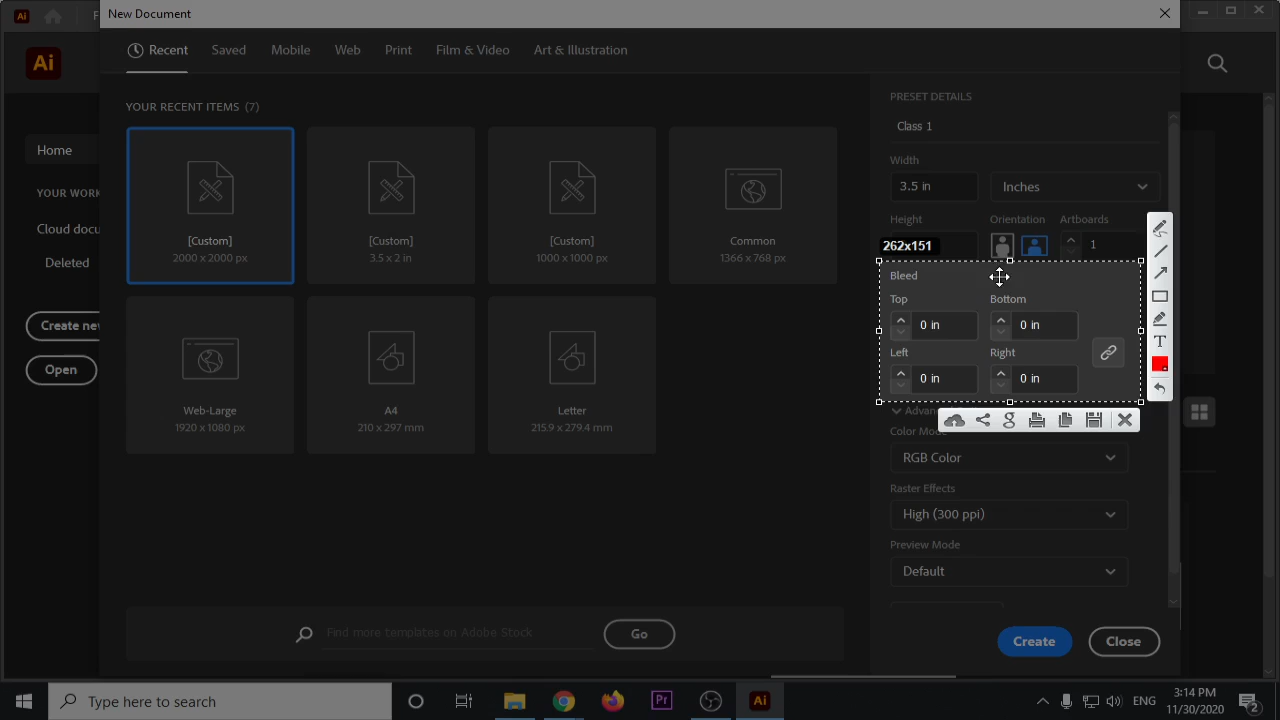 Ai
F
New Document
Ai
Recent
Saved
Mobile
Web
Print
Film & Video
Art & Illustration
Home
YOUR WORK
Cloud docu
Deleted
Create new
Open
YOUR RECENT ITEMS (7)
[Custom]
2000 x 2000 px
[Custom]
3.5 x 2 in
[Custom]
1000 x 1000 px
Common
1366 x 768 px
Web-Large
1920 x 1080 px
A4
210 x 297 mm
Letter
215.9 x 279.4 mm
Find more templates on Adobe Stock
Go
PRESET DETAILS
Class 1
Width
3.5 in
Inches
Height
Orientation
Artboards
262x151
1
Bleed
Top
Bottom
0 in
0 in
Left
Right
0 in
0 in
T
g
Color Mode
RGB Color
Raster Effects
High (300 ppi)
Preview Mode
Default
Create
Close
Type here to search
Pr
Ai
ENG
3:14 PM
11/30/2020
2